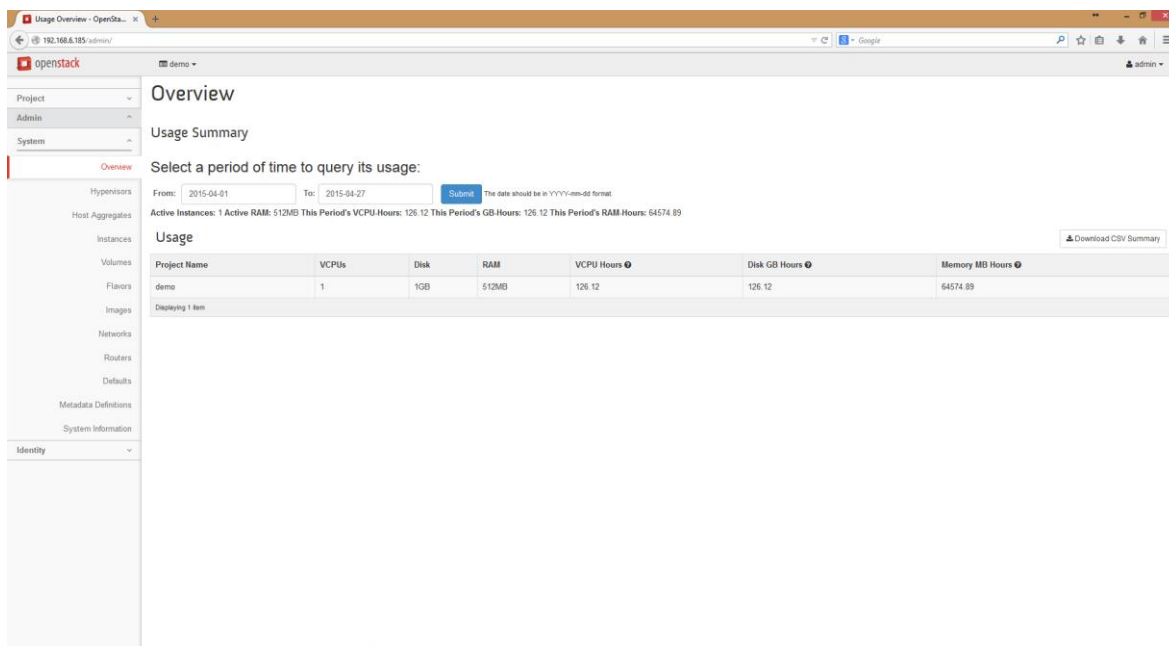 Usage Overview - OpenSta...
192.168.6.185/admin/
Google
openstack
demo
admin
Project
Admin
System
Overview
Hypervisors
Host Aggregates
Instances
Volumes
Flavors
Images
Networks
Routers
Defaults
Metadata Definitions
System Information
Identity
Overview
Usage Summary
Select a period of time to query its usage:
From: 2015-04-01 To: 2015-04-27 Submit The date should be in YYYY-mm-dd format.
Active Instances: 1 Active RAM: 512MB This Period's VCPU-Hours: 126.12 This Period's GB-Hours: 126.12 This Period's RAM-Hours: 64574.89
Usage
Download CSV Summary
Project Name VCPUs Disk RAM VCPU Hours Disk GB Hours Memory MB Hours
demo 1 1GB 512MB 126.12 126.12 64574.89
Displaying 1 item